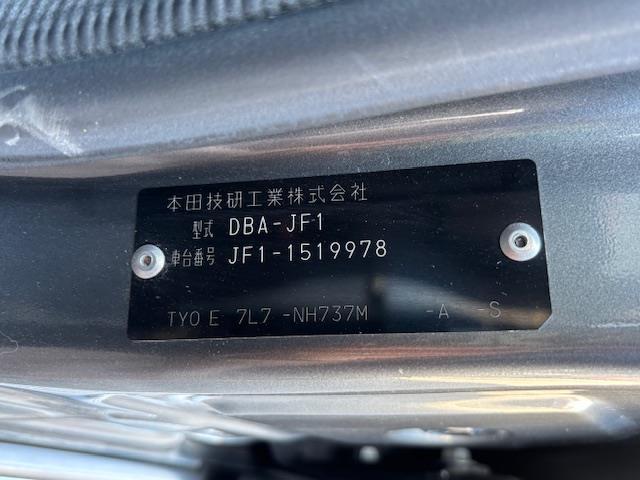 本田技研工業株式会社
型式 DBA-JF1
車台番号 JF1-1519978
TYO E 7L7 -NH737M -A -S